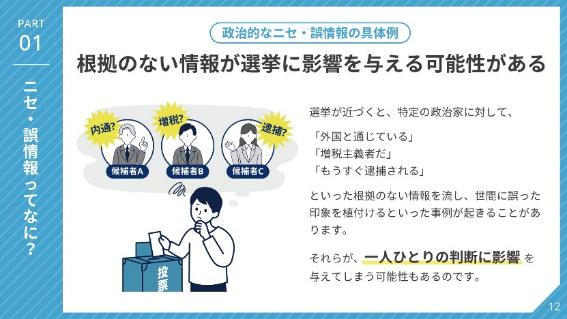 PART
01
ニセ・誤情報ってなに？
政治的なニセ・誤情報の具体例
根拠のない情報が選挙に影響を与える可能性がある
内通?
増税?
逮捕?
候補者A
候補者B
候補者C
投票
選挙が近づくと、特定の政治家に対して、
「外国と通じている」
「増税主義者だ」
「もうすぐ逮捕される」
といった根拠のない情報を流し、世間に誤った
印象を植付けるといった事例が起きることがあ
ります。
それらが、一人ひとりの判断に影響 を
与えてしまう可能性もあるのです。
12